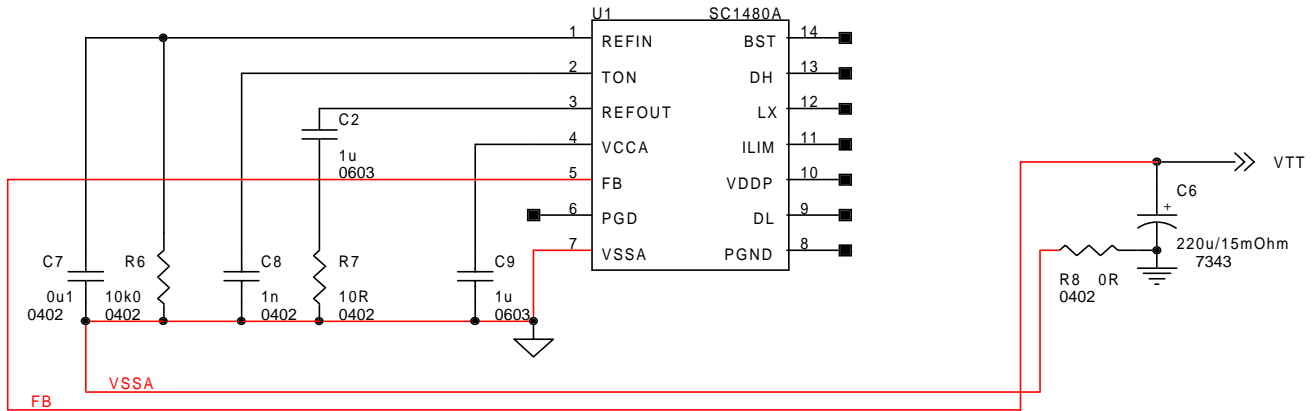 U1 SC1480A
1 REFIN BST 14
2 TON DH 13
3 REFOUT LX 12
C2
1u
0603
4 VCCA ILIM 11
5 FB VDDP 10
6 PGD DL 9
7 VSSA PGND 8
VTT
C6
+
220u/15mOhm
7343
R8 0R
0402
C7 R6 C8 R7 C9
0u1 10k0 1n 10R 1u
0402 0402 0402 0402 0603
VSSA
FB